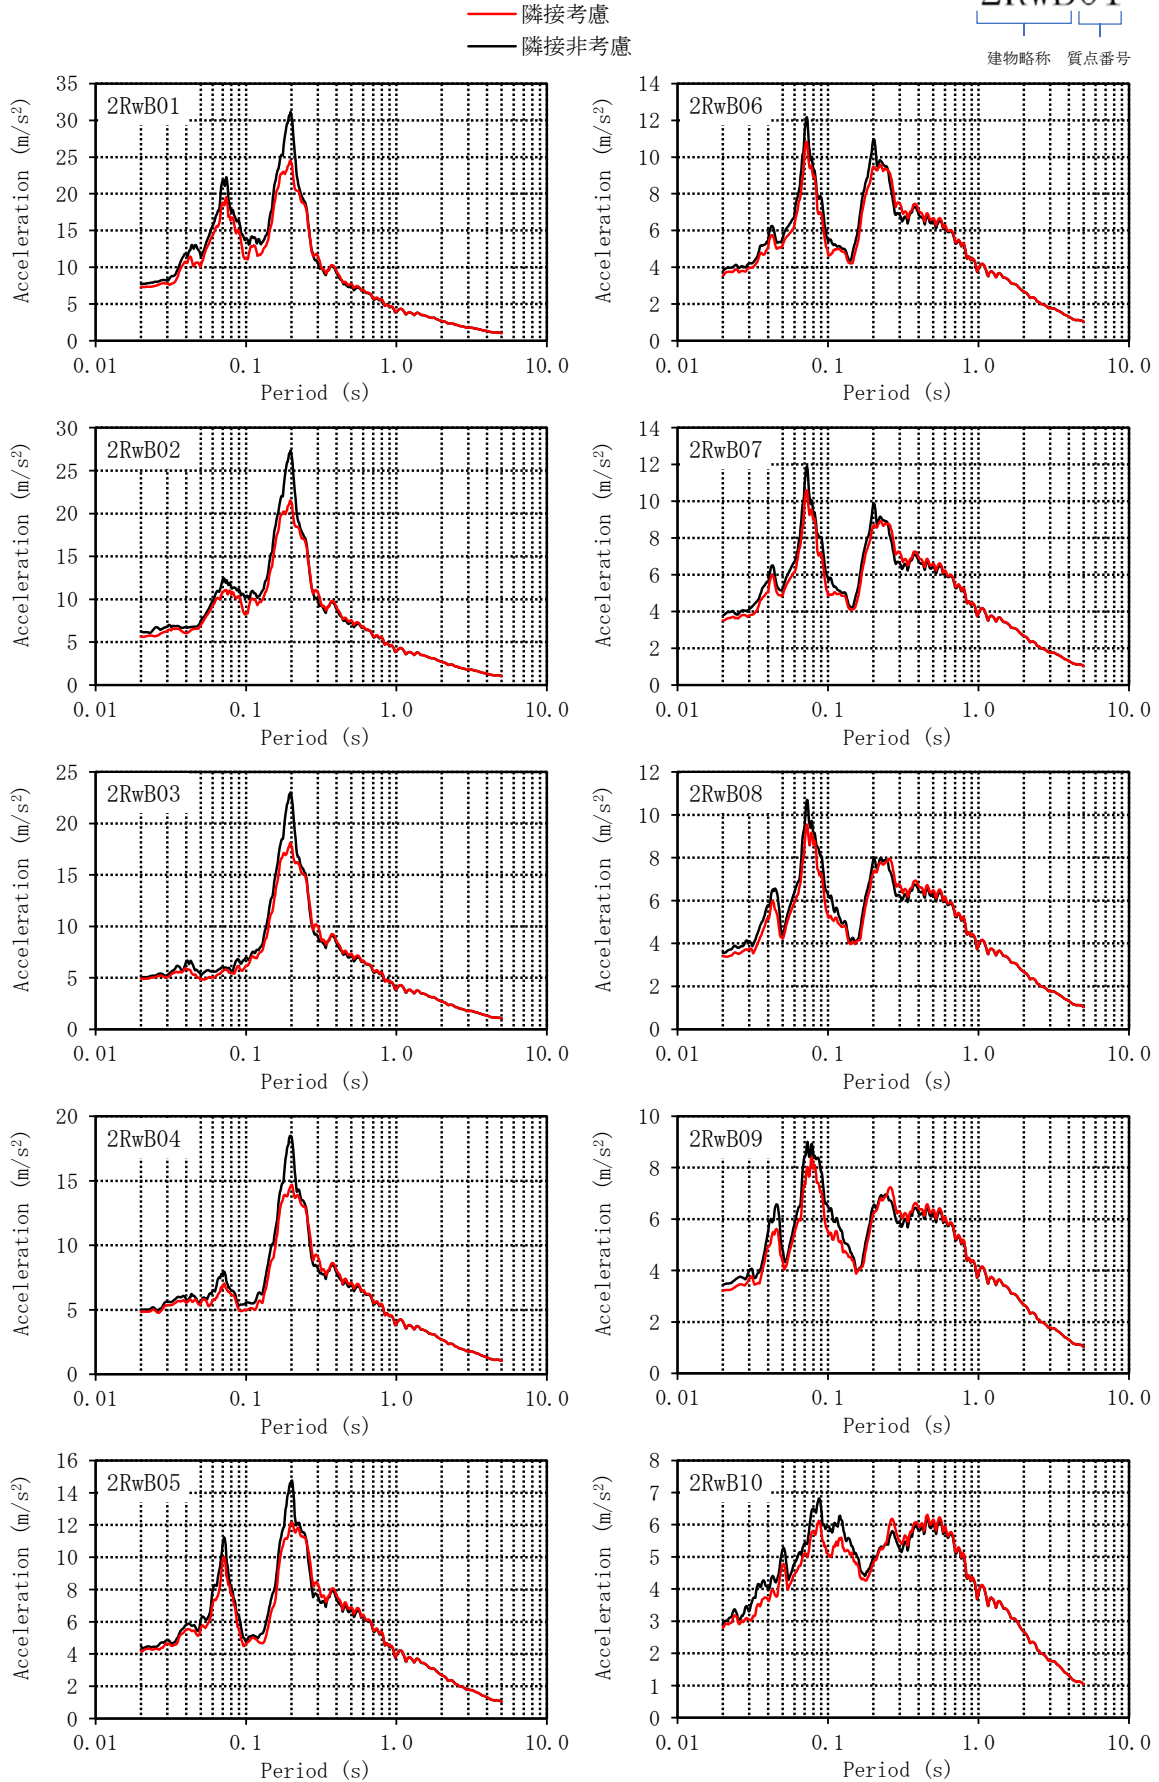 隣接考慮
隣接非考慮
建物略称 質点番号
2RwB01
Acceleration (m/s²)
35
30
25
20
15
10
5
0
0.01 0.1 1.0 10.0
Period (s)
2RwB06
Acceleration (m/s²)
14
12
10
8
6
4
2
0
0.01 0.1 1.0 10.0
Period (s)
2RwB02
Acceleration (m/s²)
30
25
20
15
10
5
0
0.01 0.1 1.0 10.0
Period (s)
2RwB07
Acceleration (m/s²)
14
12
10
8
6
4
2
0
0.01 0.1 1.0 10.0
Period (s)
2RwB03
Acceleration (m/s²)
25
20
15
10
5
0
0.01 0.1 1.0 10.0
Period (s)
2RwB08
Acceleration (m/s²)
12
10
8
6
4
2
0
0.01 0.1 1.0 10.0
Period (s)
2RwB04
Acceleration (m/s²)
20
15
10
5
0
0.01 0.1 1.0 10.0
Period (s)
2RwB09
Acceleration (m/s²)
10
8
6
4
2
0
0.01 0.1 1.0 10.0
Period (s)
2RwB05
Acceleration (m/s²)
16
14
12
10
8
6
4
2
0
0.01 0.1 1.0 10.0
Period (s)
2RwB10
Acceleration (m/s²)
8
7
6
5
4
3
2
1
0
0.01 0.1 1.0 10.0
Period (s)